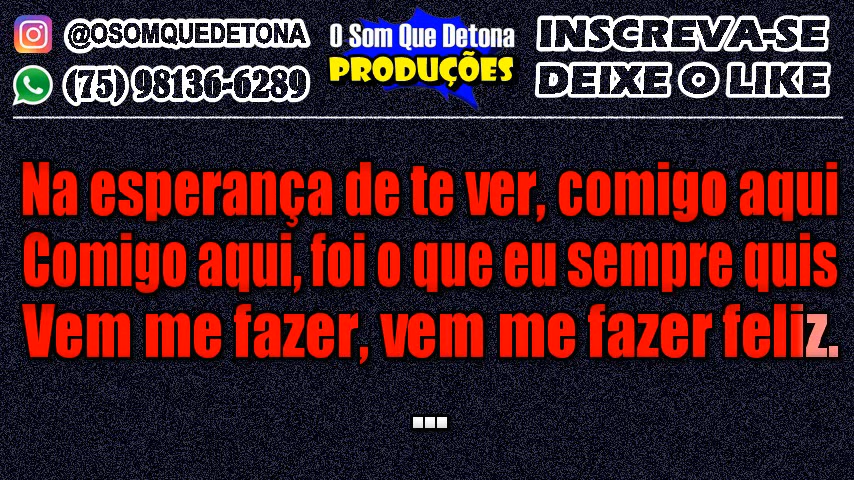 @OSOMQUEDETONA
(75) 98136-6289
O Som Que Detona
PRODUÇÕES
INSCREVA-SE
DEIXE O LIKE
Na esperança de te ver, comigo aqui
Comigo aqui, foi o que eu sempre quis
Vem me fazer, vem me fazer feliz.
...